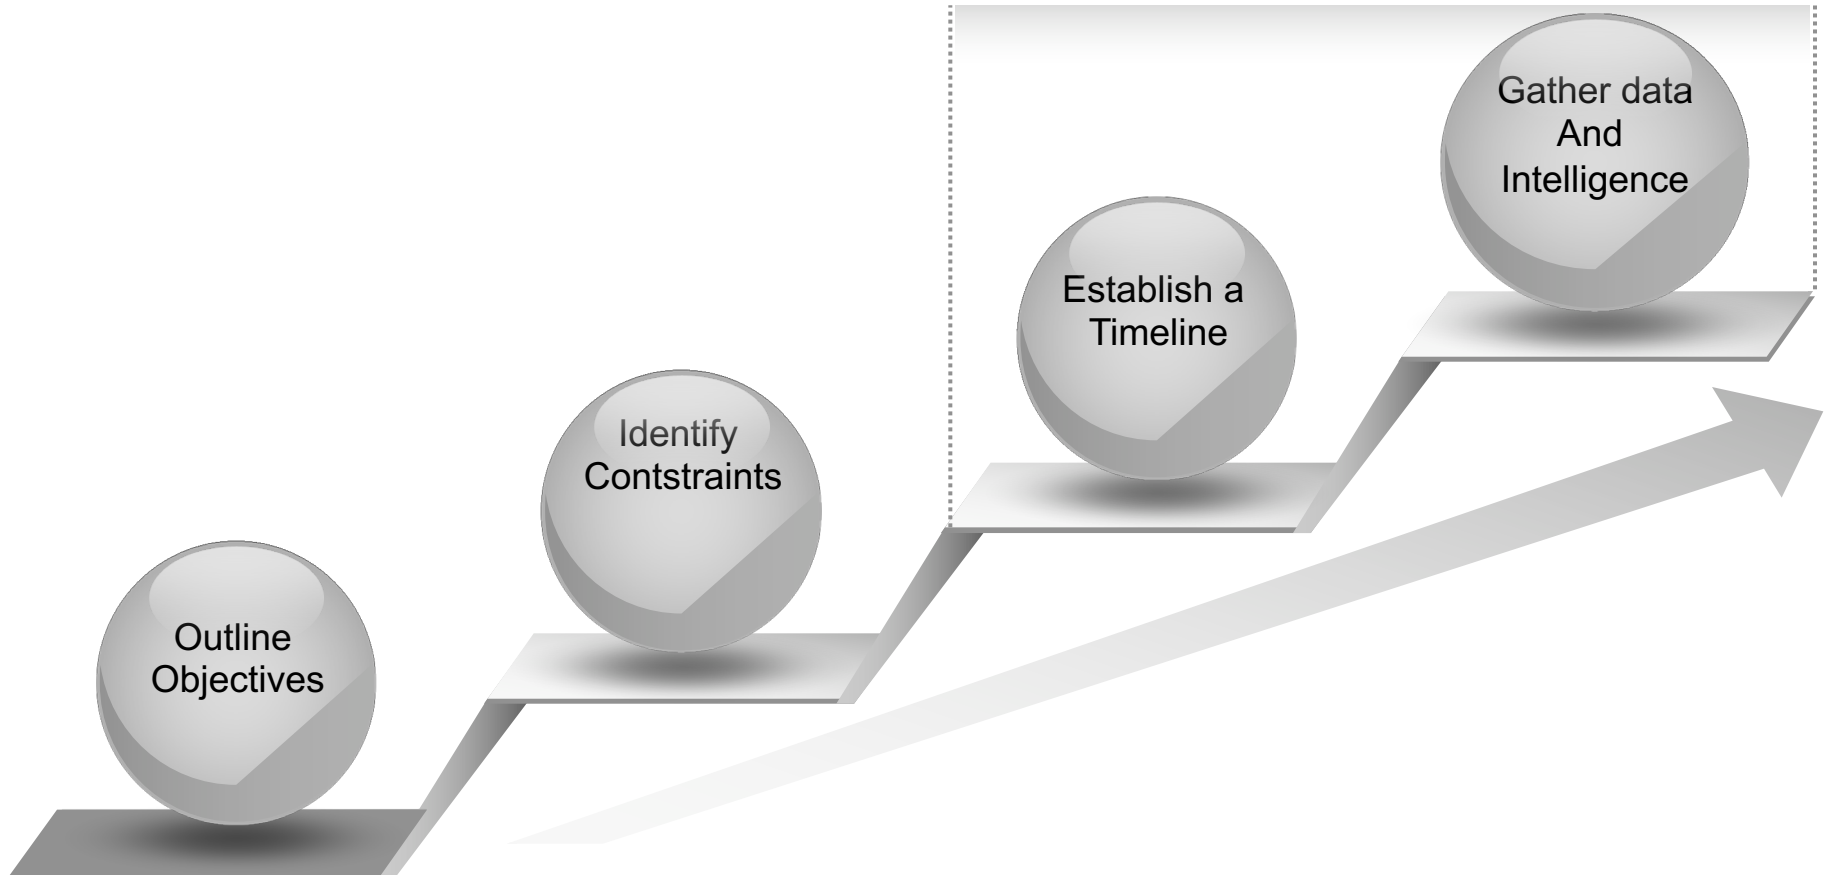 Outline
Objectives
Identify
Contstraints
Establish a
Timeline
Gather data
And
Intelligence